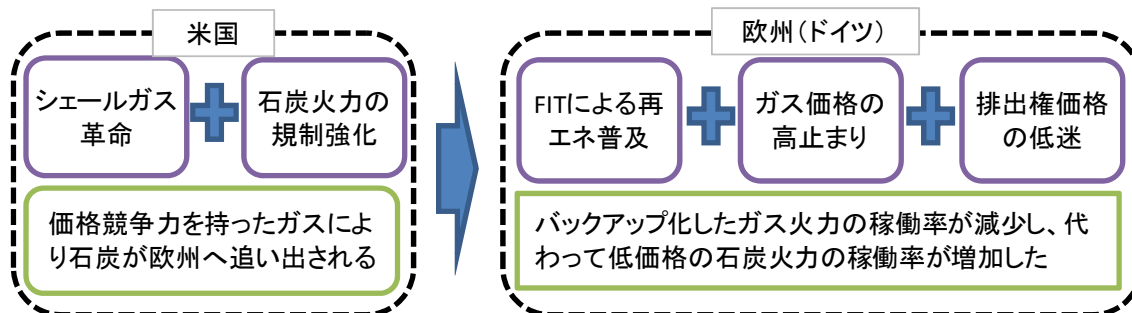 米国
シェールガス
革命
石炭火力の
規制強化
価格競争力を持ったガスによ
り石炭が欧州へ追い出される
欧州(ドイツ)
FITによる再
エネ普及
ガス価格の
高止まり
排出権価格
の低迷
バックアップ化したガス火力の稼働率が減少し、代
わって低価格の石炭火力の稼働率が増加した